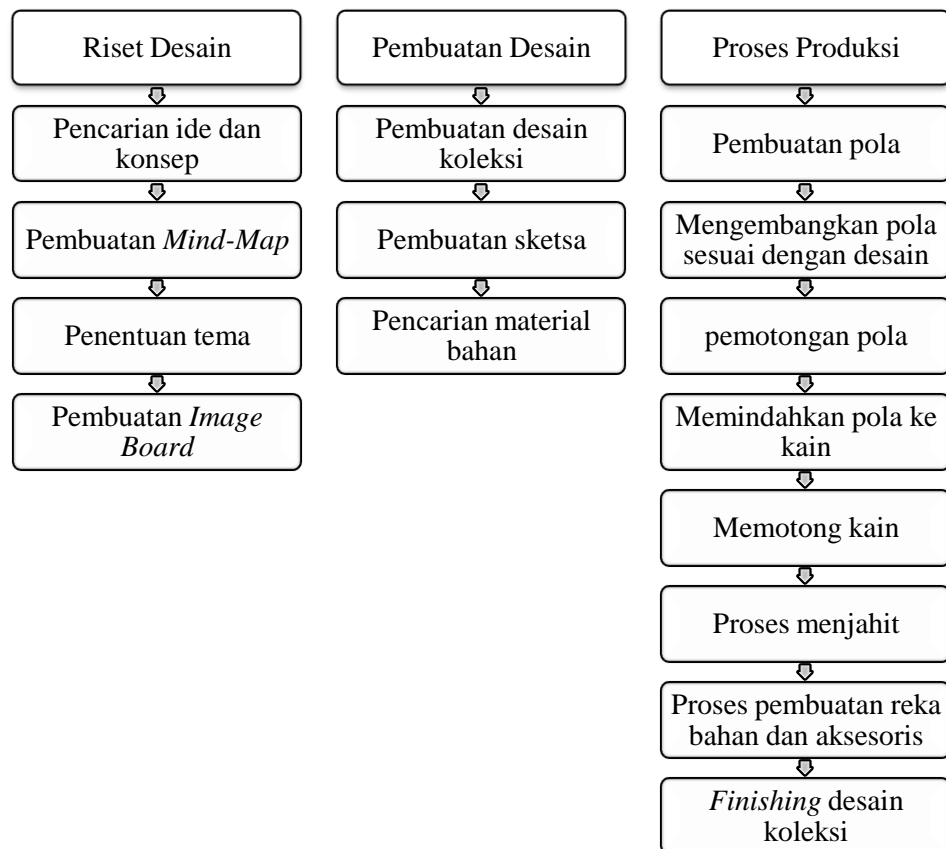 Riset Desain
Pencarian ide dan
konsep
Pembuatan Mind-Map
Penentuan tema
Pembuatan Image
Board
Pembuatan Desain
Pembuatan desain
koleksi
Pembuatan sketsa
Pencarian material
bahan
Proses Produksi
Pembuatan pola
Mengembangkan pola
sesuai dengan desain
pemotongan pola
Memindahkan pola ke
kain
Memotong kain
Proses menjahit
Proses pembuatan reka
bahan dan aksesoris
Finishing desain
koleksi